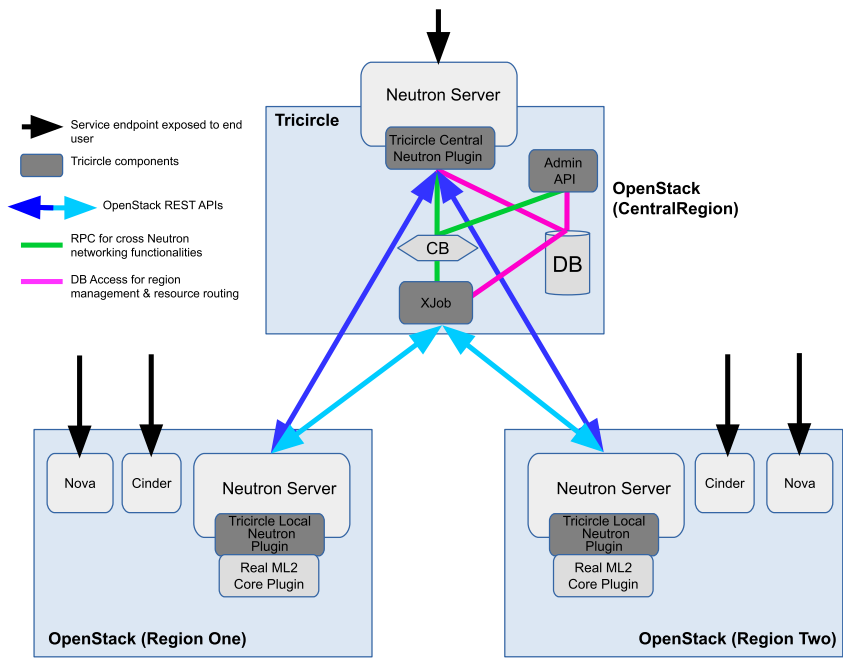 Neutron Server
Tricircle
Tricircle Central
Neutron Plugin
Admin
API
OpenStack
(CentralRegion)
CB
DB
XJob
Service endpoint exposed to end
user
Tricircle components
OpenStack REST APIs
RPC for cross Neutron
networking functionalities
DB Access for region
management & resource routing
Nova
Cinder
Neutron Server
Tricircle Local
Neutron
Plugin
Real ML2
Core Plugin
OpenStack (Region One)
Neutron Server
Cinder
Nova
Tricircle Local
Neutron
Plugin
Real ML2
Core Plugin
OpenStack (Region Two)